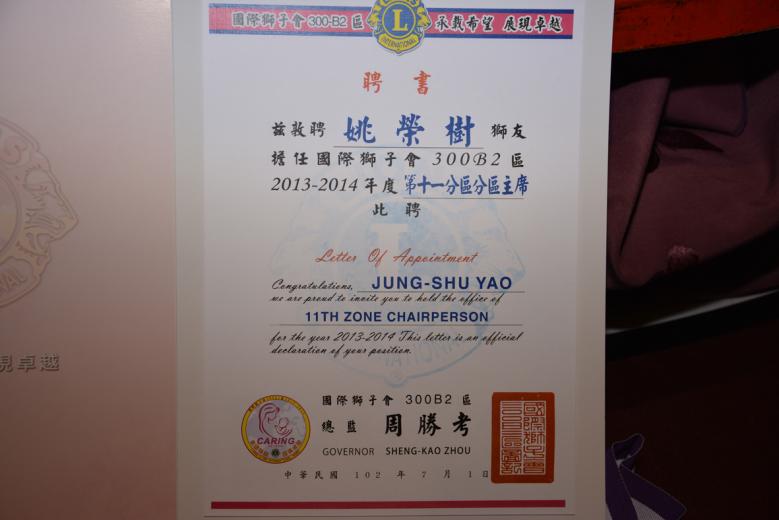 國際獅子會 300-B2 區 承載希望 展現卓越
L
INTERNATIONAL
聘書
茲敦聘 姚榮樹 獅友
擔任國際獅子會 300B2 區
2013-2014 年度 第十一分區分區主席
此聘
Letter Of Appointment
Congratulations, JUNG-SHU YAO
we are proud to invite you to hold the office of
11TH ZONE CHAIRPERSON
for the year 2013-2014 This letter is an official
declaration of your position.
國際獅子會 300B2 區
總監 周勝考
GOVERNOR SHENG-KAO ZHOU
CARING
中華民國 102 年 7 月 1 日
現卓越